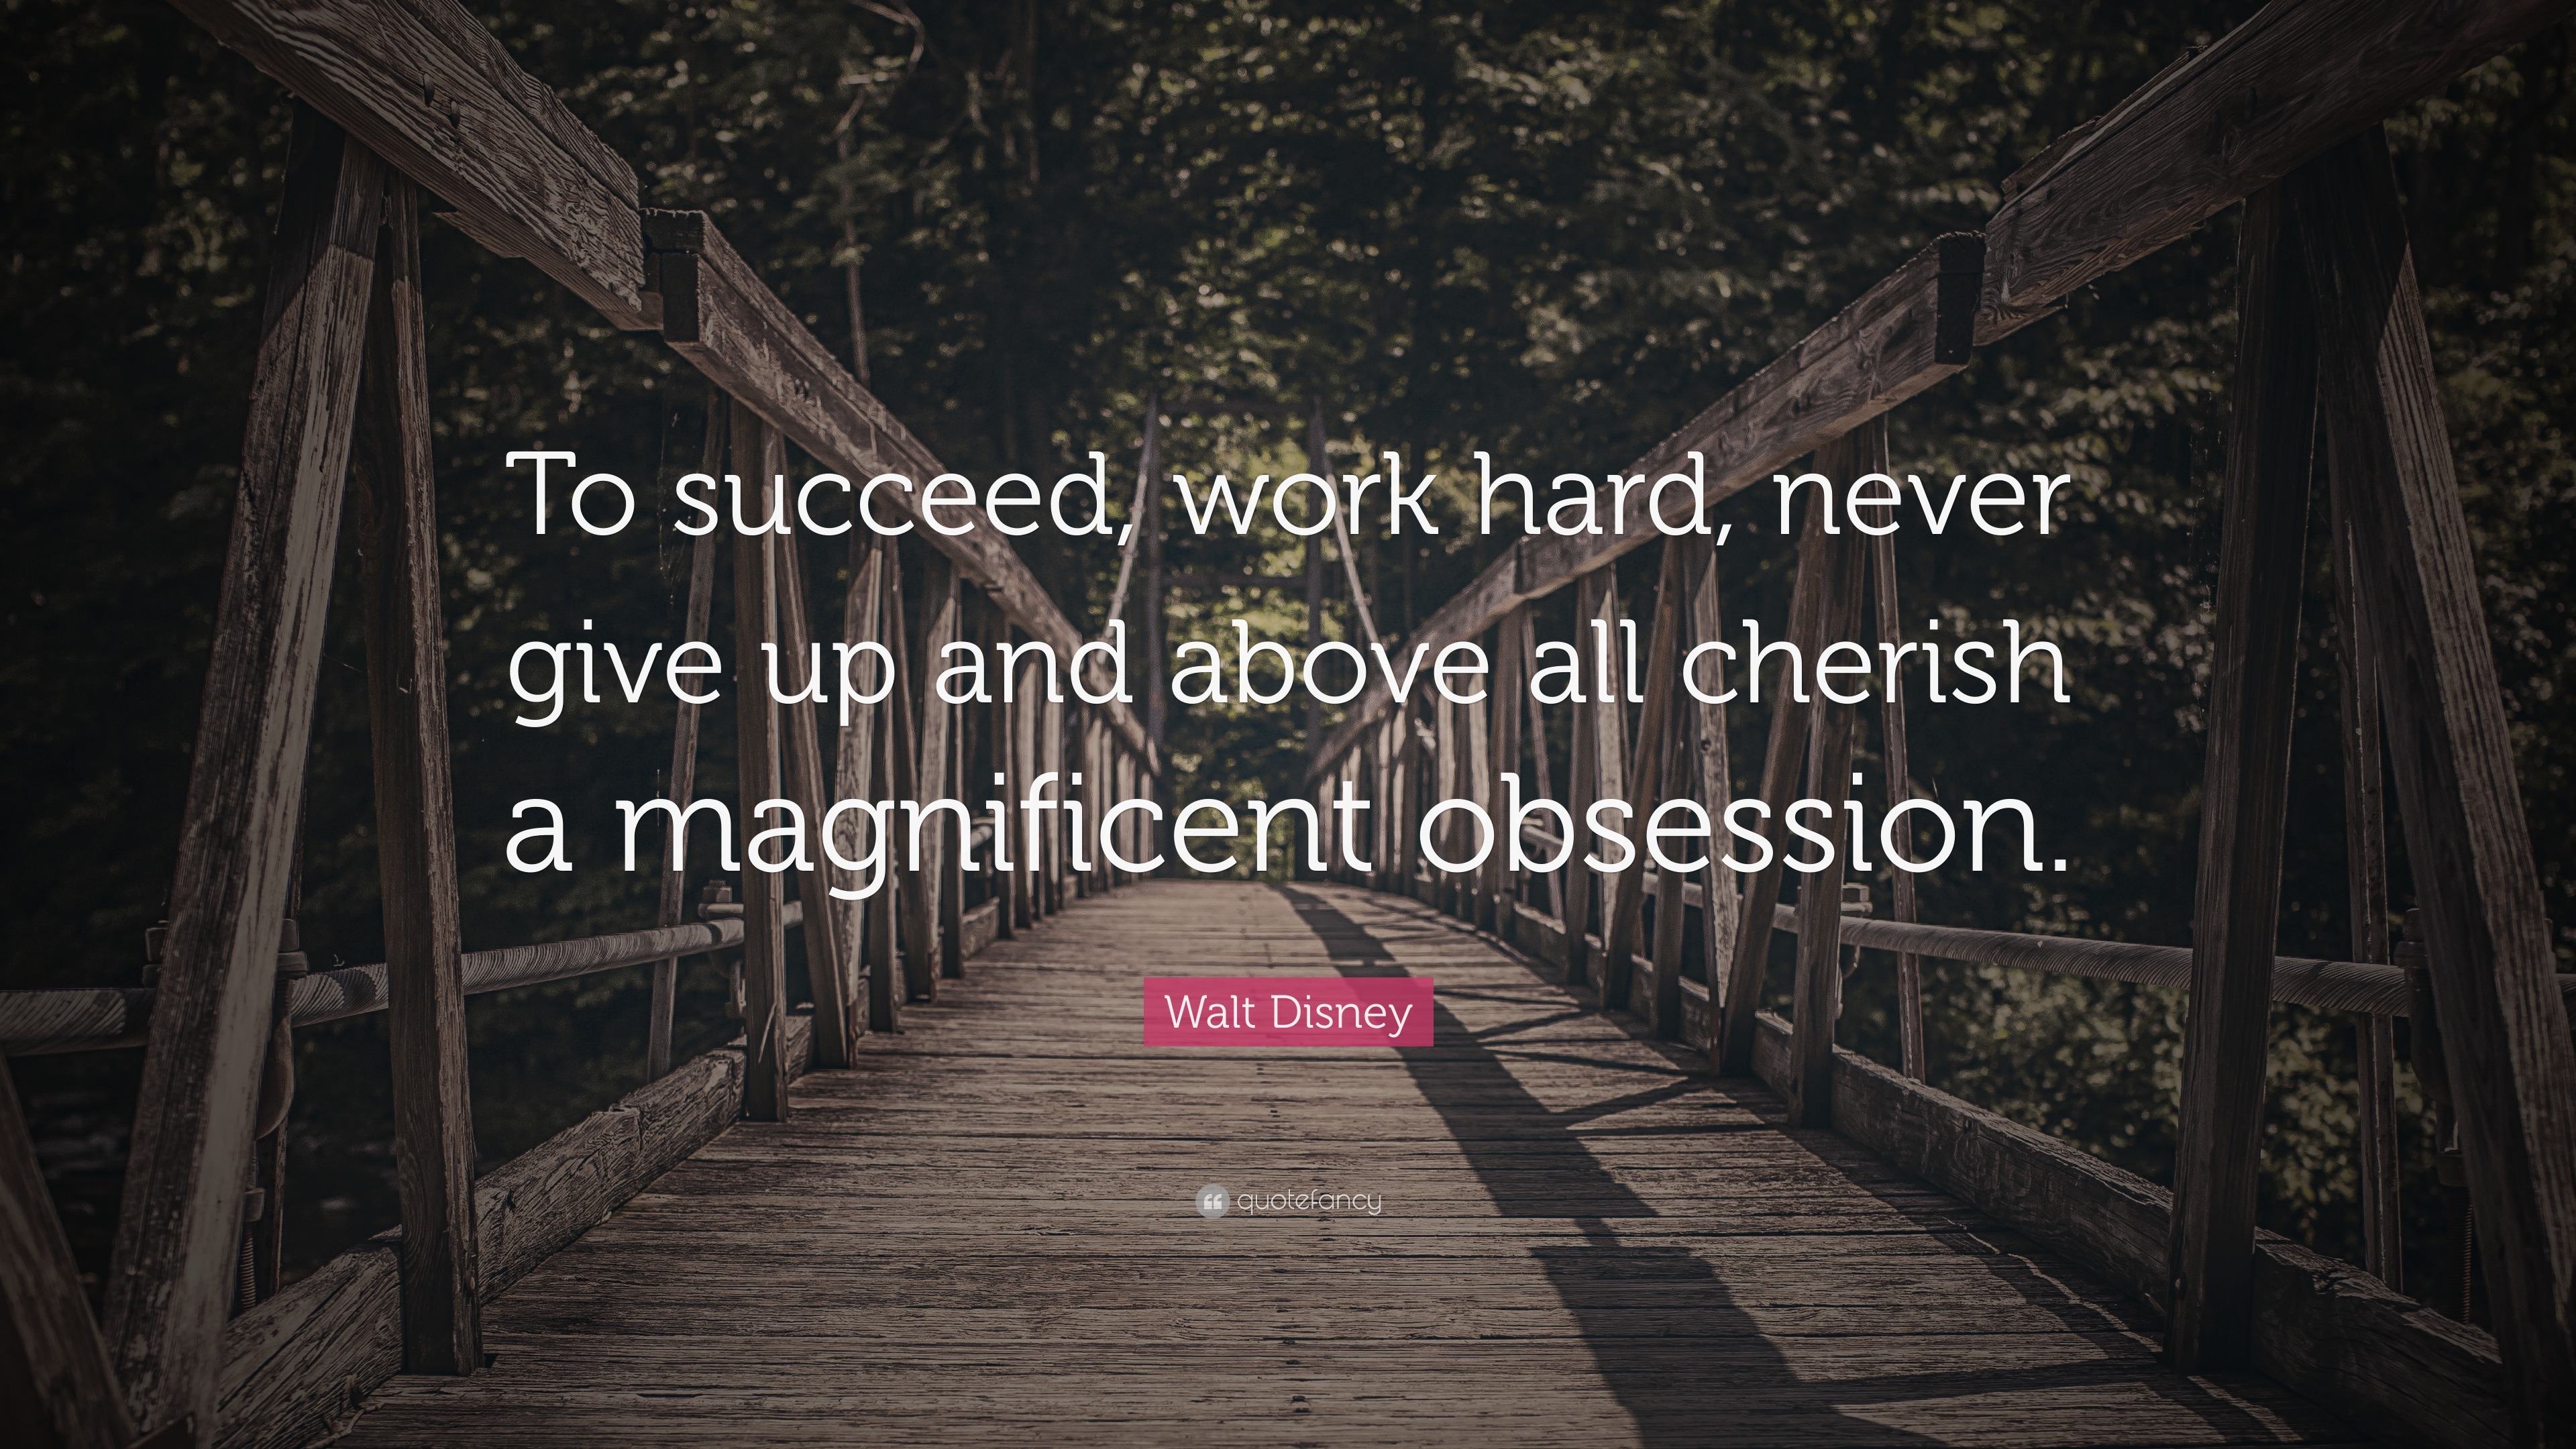 To succeed, work hard, never
give up and above all cherish
a magnificent obsession.
Walt Disney
quotefancy